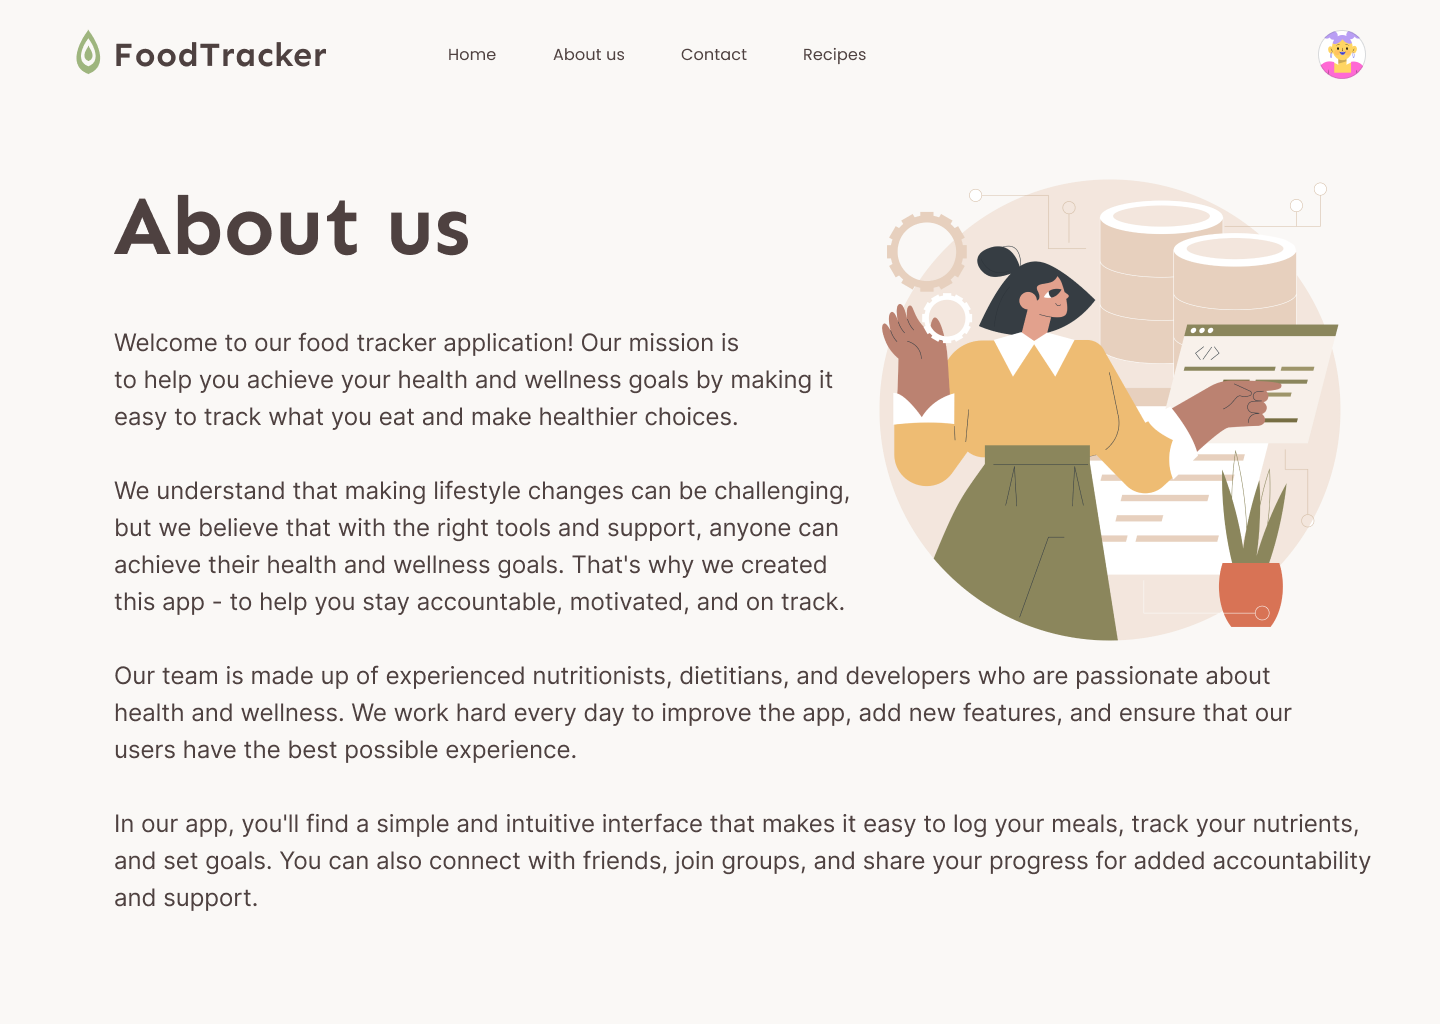 FoodTracker
Home
About us
Contact
Recipes
About us
Welcome to our food tracker application! Our mission is
to help you achieve your health and wellness goals by making it
easy to track what you eat and make healthier choices.
We understand that making lifestyle changes can be challenging,
but we believe that with the right tools and support, anyone can
achieve their health and wellness goals. That's why we created
this app - to help you stay accountable, motivated, and on track.
Our team is made up of experienced nutritionists, dietitians, and developers who are passionate about
health and wellness. We work hard every day to improve the app, add new features, and ensure that our
users have the best possible experience.
In our app, you'll find a simple and intuitive interface that makes it easy to log your meals, track your nutrients,
and set goals. You can also connect with friends, join groups, and share your progress for added accountability
and support.